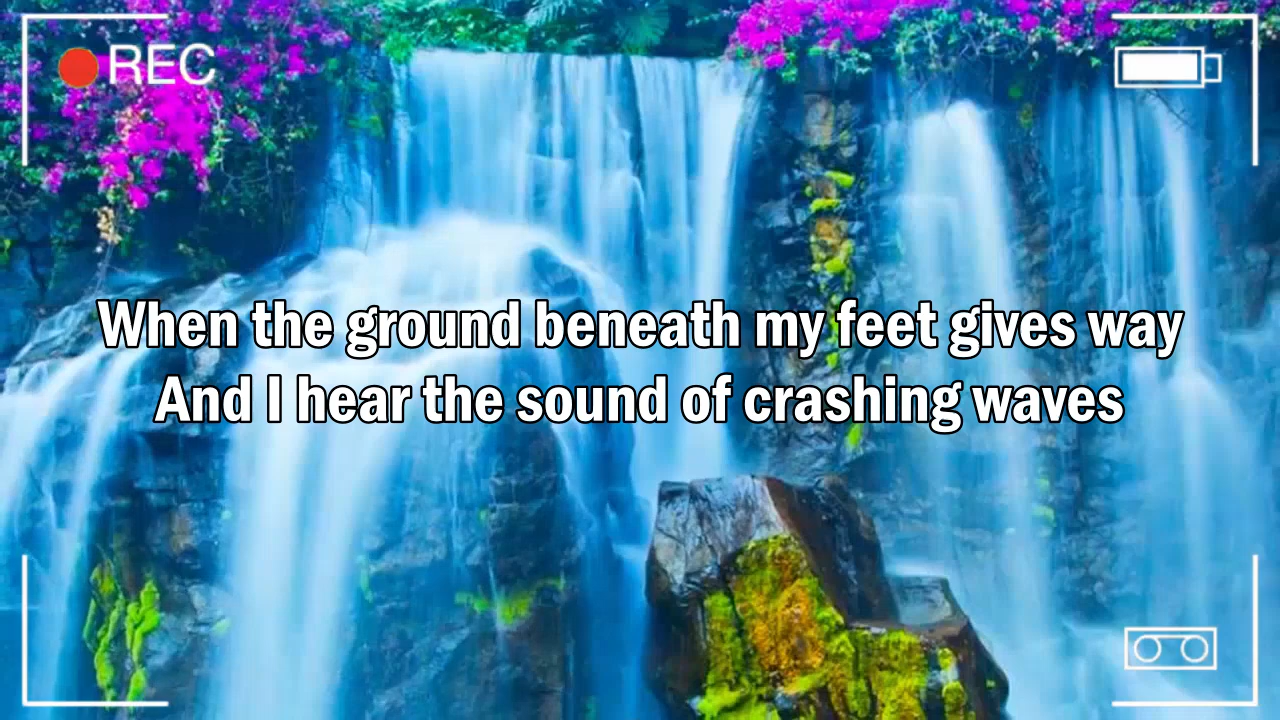 REC
When the ground beneath my feet gives way
And I hear the sound of crashing waves